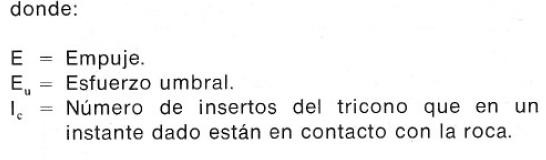 donde:
E = Empuje.
Eᵤ = Esfuerzo umbral.
I꜀ = Número de insertos del tricono que en un
instante dado están en contacto con la roca.